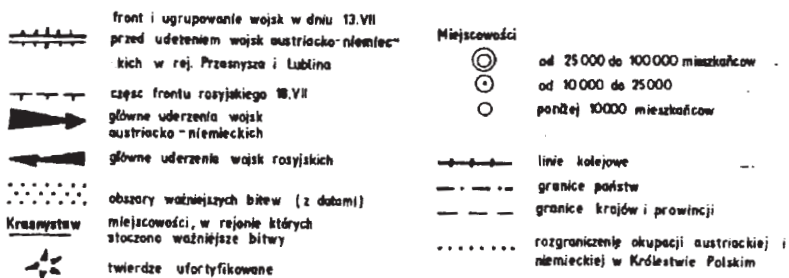 front i ugrupowanie wojsk w dniu 13.VII
przed uderzeniem wojsk austriacko-niemiec-
kich w rej. Przasnysza i Lublina
częsc frontu rosyjskiego 18.VII
główne uderzenia wojsk
austriacko-niemieckich
główne uderzenia wojsk rosyjskich
obszary ważniejszych bitew (z datami)
Krasnystaw miejscowości, w rejonie których
stoczono ważniejsze bitwy
twierdze ufortyfikowane
Miejscowości
od 25 000 do 100 000 mieszkańcow
od 10 000 do 25 000
poniżej 10000 mieszkańcow
linie kolejowe
granice państw
granice krajów i prowincji
rozgraniczenie okupacji austriackiej i
niemieckiej w Królestwie Polskim